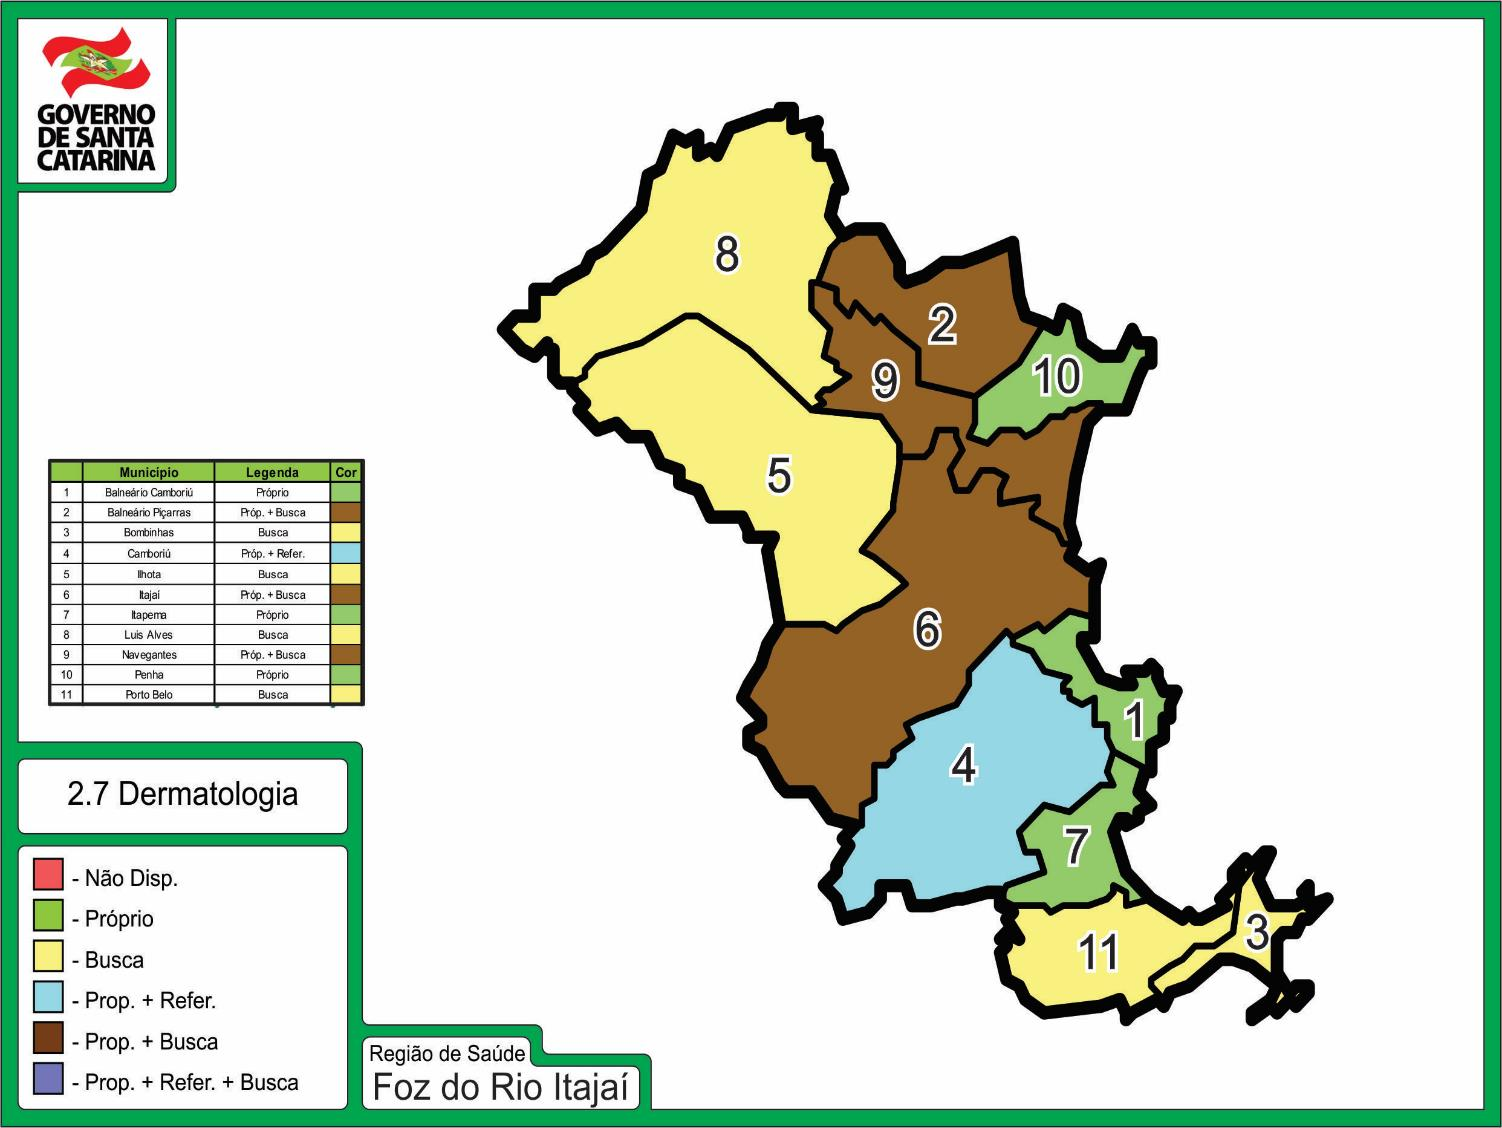 GOVERNO
DE SANTA
CATARINA
8
2
10
9
5
6
1
4
7
3
11
Município Legenda Cor
1 Balneário Camboriú Próprio
2 Balneário Piçarras Próp. + Busca
3 Bombinhas Busca
4 Camboriú Próp. + Refer.
5 Ilhota Busca
6 Itajaí Próp. + Busca
7 Itapema Próprio
8 Luis Alves Busca
9 Navegantes Próp. + Busca
10 Penha Próprio
11 Porto Belo Busca
2.7 Dermatologia
- Não Disp.
- Próprio
- Busca
- Prop. + Refer.
- Prop. + Busca
- Prop. + Refer. + Busca
Região de Saúde
Foz do Rio Itajaí